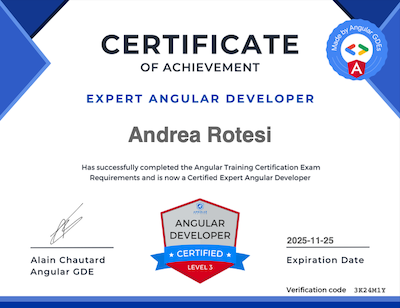 CERTIFICATE
OF ACHIEVEMENT
Made by Angular GDEs
EXPERT ANGULAR DEVELOPER
Andrea Rotesi
Has successfully completed the Angular Training Certification Exam
Requirements and is now a Certified Expert Angular Developer
ANGULAR
DEVELOPER
CERTIFIED
LEVEL 3
Alain Chautard
Angular GDE
2025-11-25
Expiration Date
Verification code 3K24M1Y